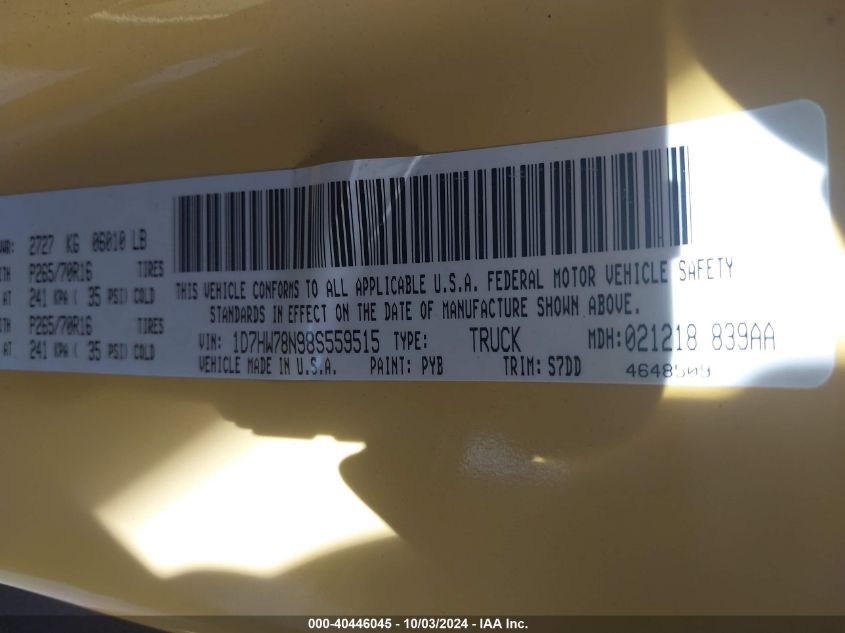 2727 KG 06010 LB
P265/70R16 TIRES
AT 241 KPA ( 35 PSI) COLD
P265/70R16 TIRES
AT 241 KPA ( 35 PSI) COLD
THIS VEHICLE CONFORMS TO ALL APPLICABLE U.S.A. FEDERAL MOTOR VEHICLE SAFETY
STANDARDS IN EFFECT ON THE DATE OF MANUFACTURE SHOWN ABOVE.
VIN: 1D7HW78N98S559515 TYPE: TRUCK MDH:021218 839AA
VEHICLE MADE IN U.S.A. PAINT: PYB TRIM: S7DD
000-40446045 - 10/03/2024 - IAA Inc.